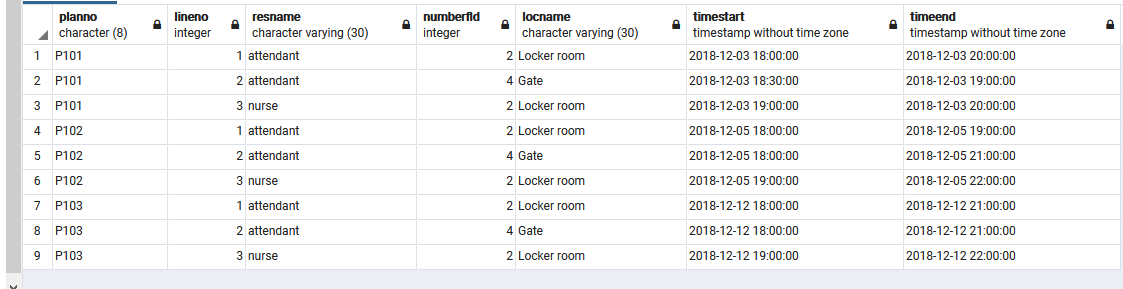 planno lineno resname numberfld locname timestart timeend
character (8) integer character varying (30) integer character varying (30) timestamp without time zone timestamp without time zone
1 P101 1 attendant 2 Locker room 2018-12-03 18:00:00 2018-12-03 20:00:00
2 P101 2 attendant 4 Gate 2018-12-03 18:30:00 2018-12-03 19:00:00
3 P101 3 nurse 2 Locker room 2018-12-03 19:00:00 2018-12-03 20:00:00
4 P102 1 attendant 2 Locker room 2018-12-05 18:00:00 2018-12-05 19:00:00
5 P102 2 attendant 4 Gate 2018-12-05 18:00:00 2018-12-05 21:00:00
6 P102 3 nurse 2 Locker room 2018-12-05 19:00:00 2018-12-05 22:00:00
7 P103 1 attendant 2 Locker room 2018-12-12 18:00:00 2018-12-12 21:00:00
8 P103 2 attendant 4 Gate 2018-12-12 18:00:00 2018-12-12 21:00:00
9 P103 3 nurse 2 Locker room 2018-12-12 19:00:00 2018-12-12 22:00:00